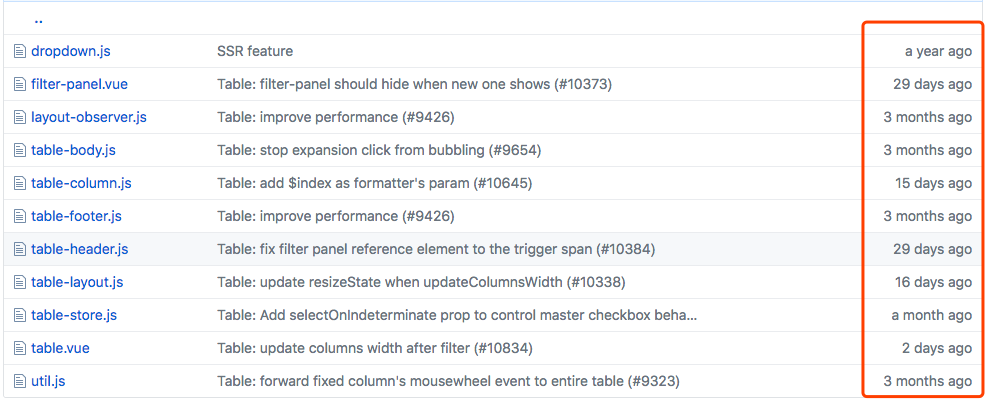 ..
dropdown.js SSR feature a year ago
filter-panel.vue Table: filter-panel should hide when new one shows (#10373) 29 days ago
layout-observer.js Table: improve performance (#9426) 3 months ago
table-body.js Table: stop expansion click from bubbling (#9654) 3 months ago
table-column.js Table: add $index as formatter's param (#10645) 15 days ago
table-footer.js Table: improve performance (#9426) 3 months ago
table-header.js Table: fix filter panel reference element to the trigger span (#10384) 29 days ago
table-layout.js Table: update resizeState when updateColumnsWidth (#10338) 16 days ago
table-store.js Table: Add selectOnIndeterminate prop to control master checkbox beha... a month ago
table.vue Table: update columns width after filter (#10834) 2 days ago
util.js Table: forward fixed column's mousewheel event to entire table (#9323) 3 months ago